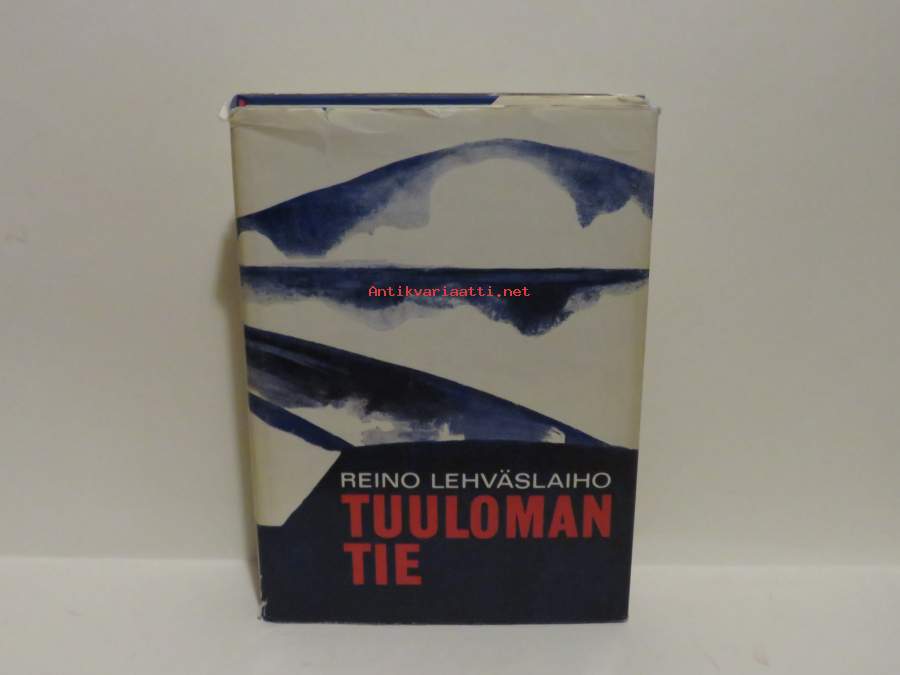 Antikvariaatti.net
REINO LEHVÄSLAIHO
TUULOMAN
TIE